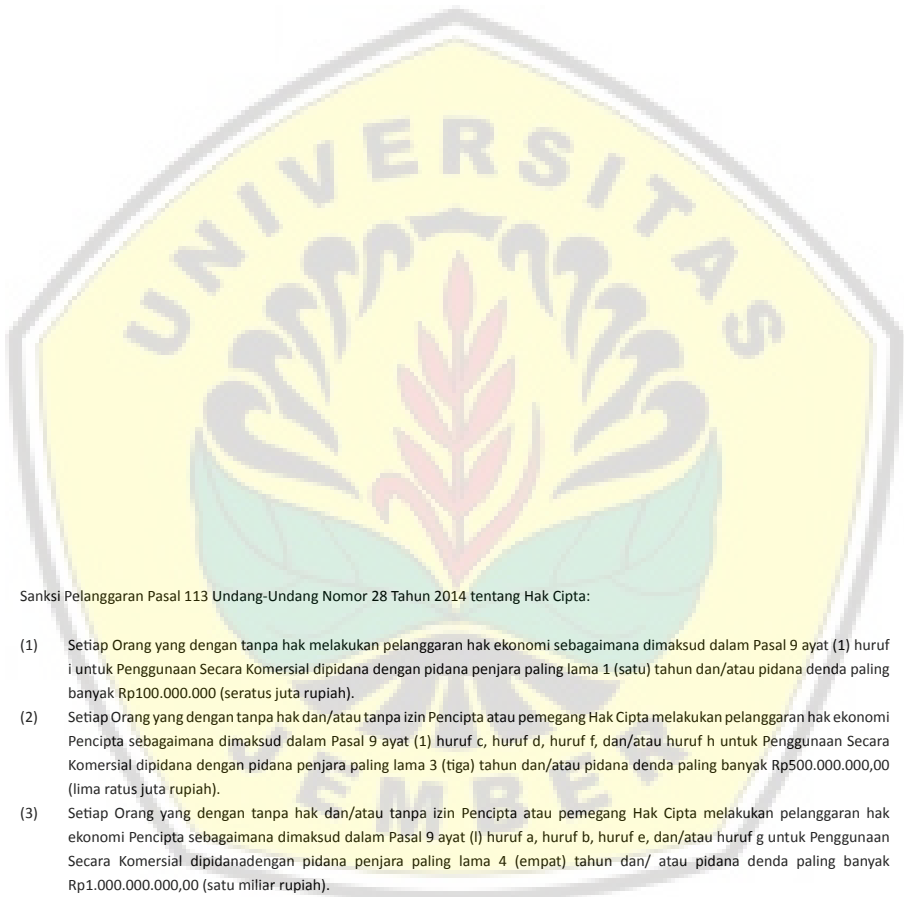 UNIVERSITAS
Sanksi Pelanggaran Pasal 113 Undang-Undang Nomor 28 Tahun 2014 tentang Hak Cipta:
(1) Setiap Orang yang dengan tanpa hak melakukan pelanggaran hak ekonomi sebagaimana dimaksud dalam Pasal 9 ayat (1) huruf
i untuk Penggunaan Secara Komersial dipidana dengan pidana penjara paling lama 1 (satu) tahun dan/atau pidana denda paling
banyak Rp100.000.000 (seratus juta rupiah).
(2) Setiap Orang yang dengan tanpa hak dan/atau tanpa izin Pencipta atau pemegang Hak Cipta melakukan pelanggaran hak ekonomi
Pencipta sebagaimana dimaksud dalam Pasal 9 ayat (1) huruf c, huruf d, huruf f, dan/atau huruf h untuk Penggunaan Secara
Komersial dipidana dengan pidana penjara paling lama 3 (tiga) tahun dan/atau pidana denda paling banyak Rp500.000.000,00
(lima ratus juta rupiah).
(3) Setiap Orang yang dengan tanpa hak dan/atau tanpa izin Pencipta atau pemegang Hak Cipta melakukan pelanggaran hak
ekonomi Pencipta sebagaimana dimaksud dalam Pasal 9 ayat (l) huruf a, huruf b, huruf e, dan/atau huruf g untuk Penggunaan
Secara Komersial dipidanadengan pidana penjara paling lama 4 (empat) tahun dan/ atau pidana denda paling banyak
Rp1.000.000.000,00 (satu miliar rupiah).
JEMBER